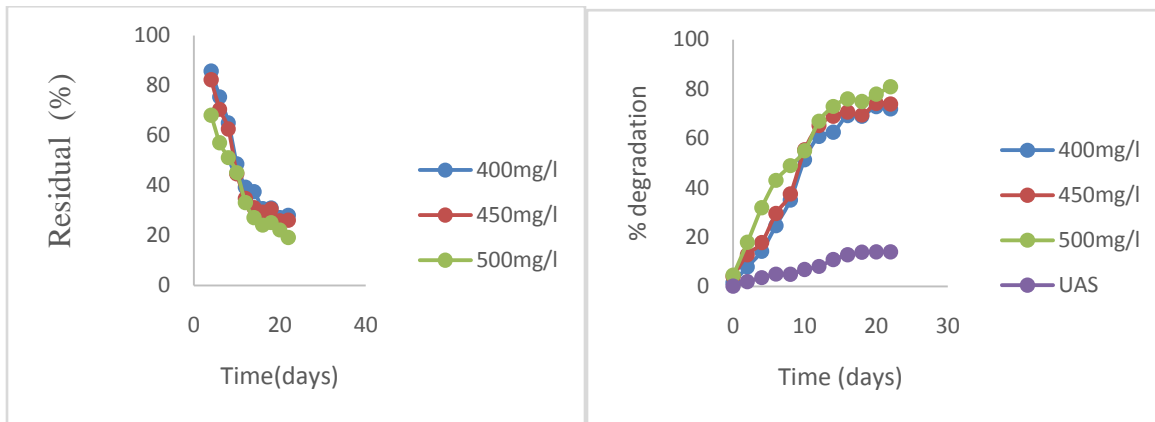 Residual (%)
100
80
60
40
20
0
0 20 40
Time(days)
400mg/l
450mg/l
500mg/l
% degradation
100
80
60
40
20
0
0 10 20 30
Time (days)
400mg/l
450mg/l
500mg/l
UAS